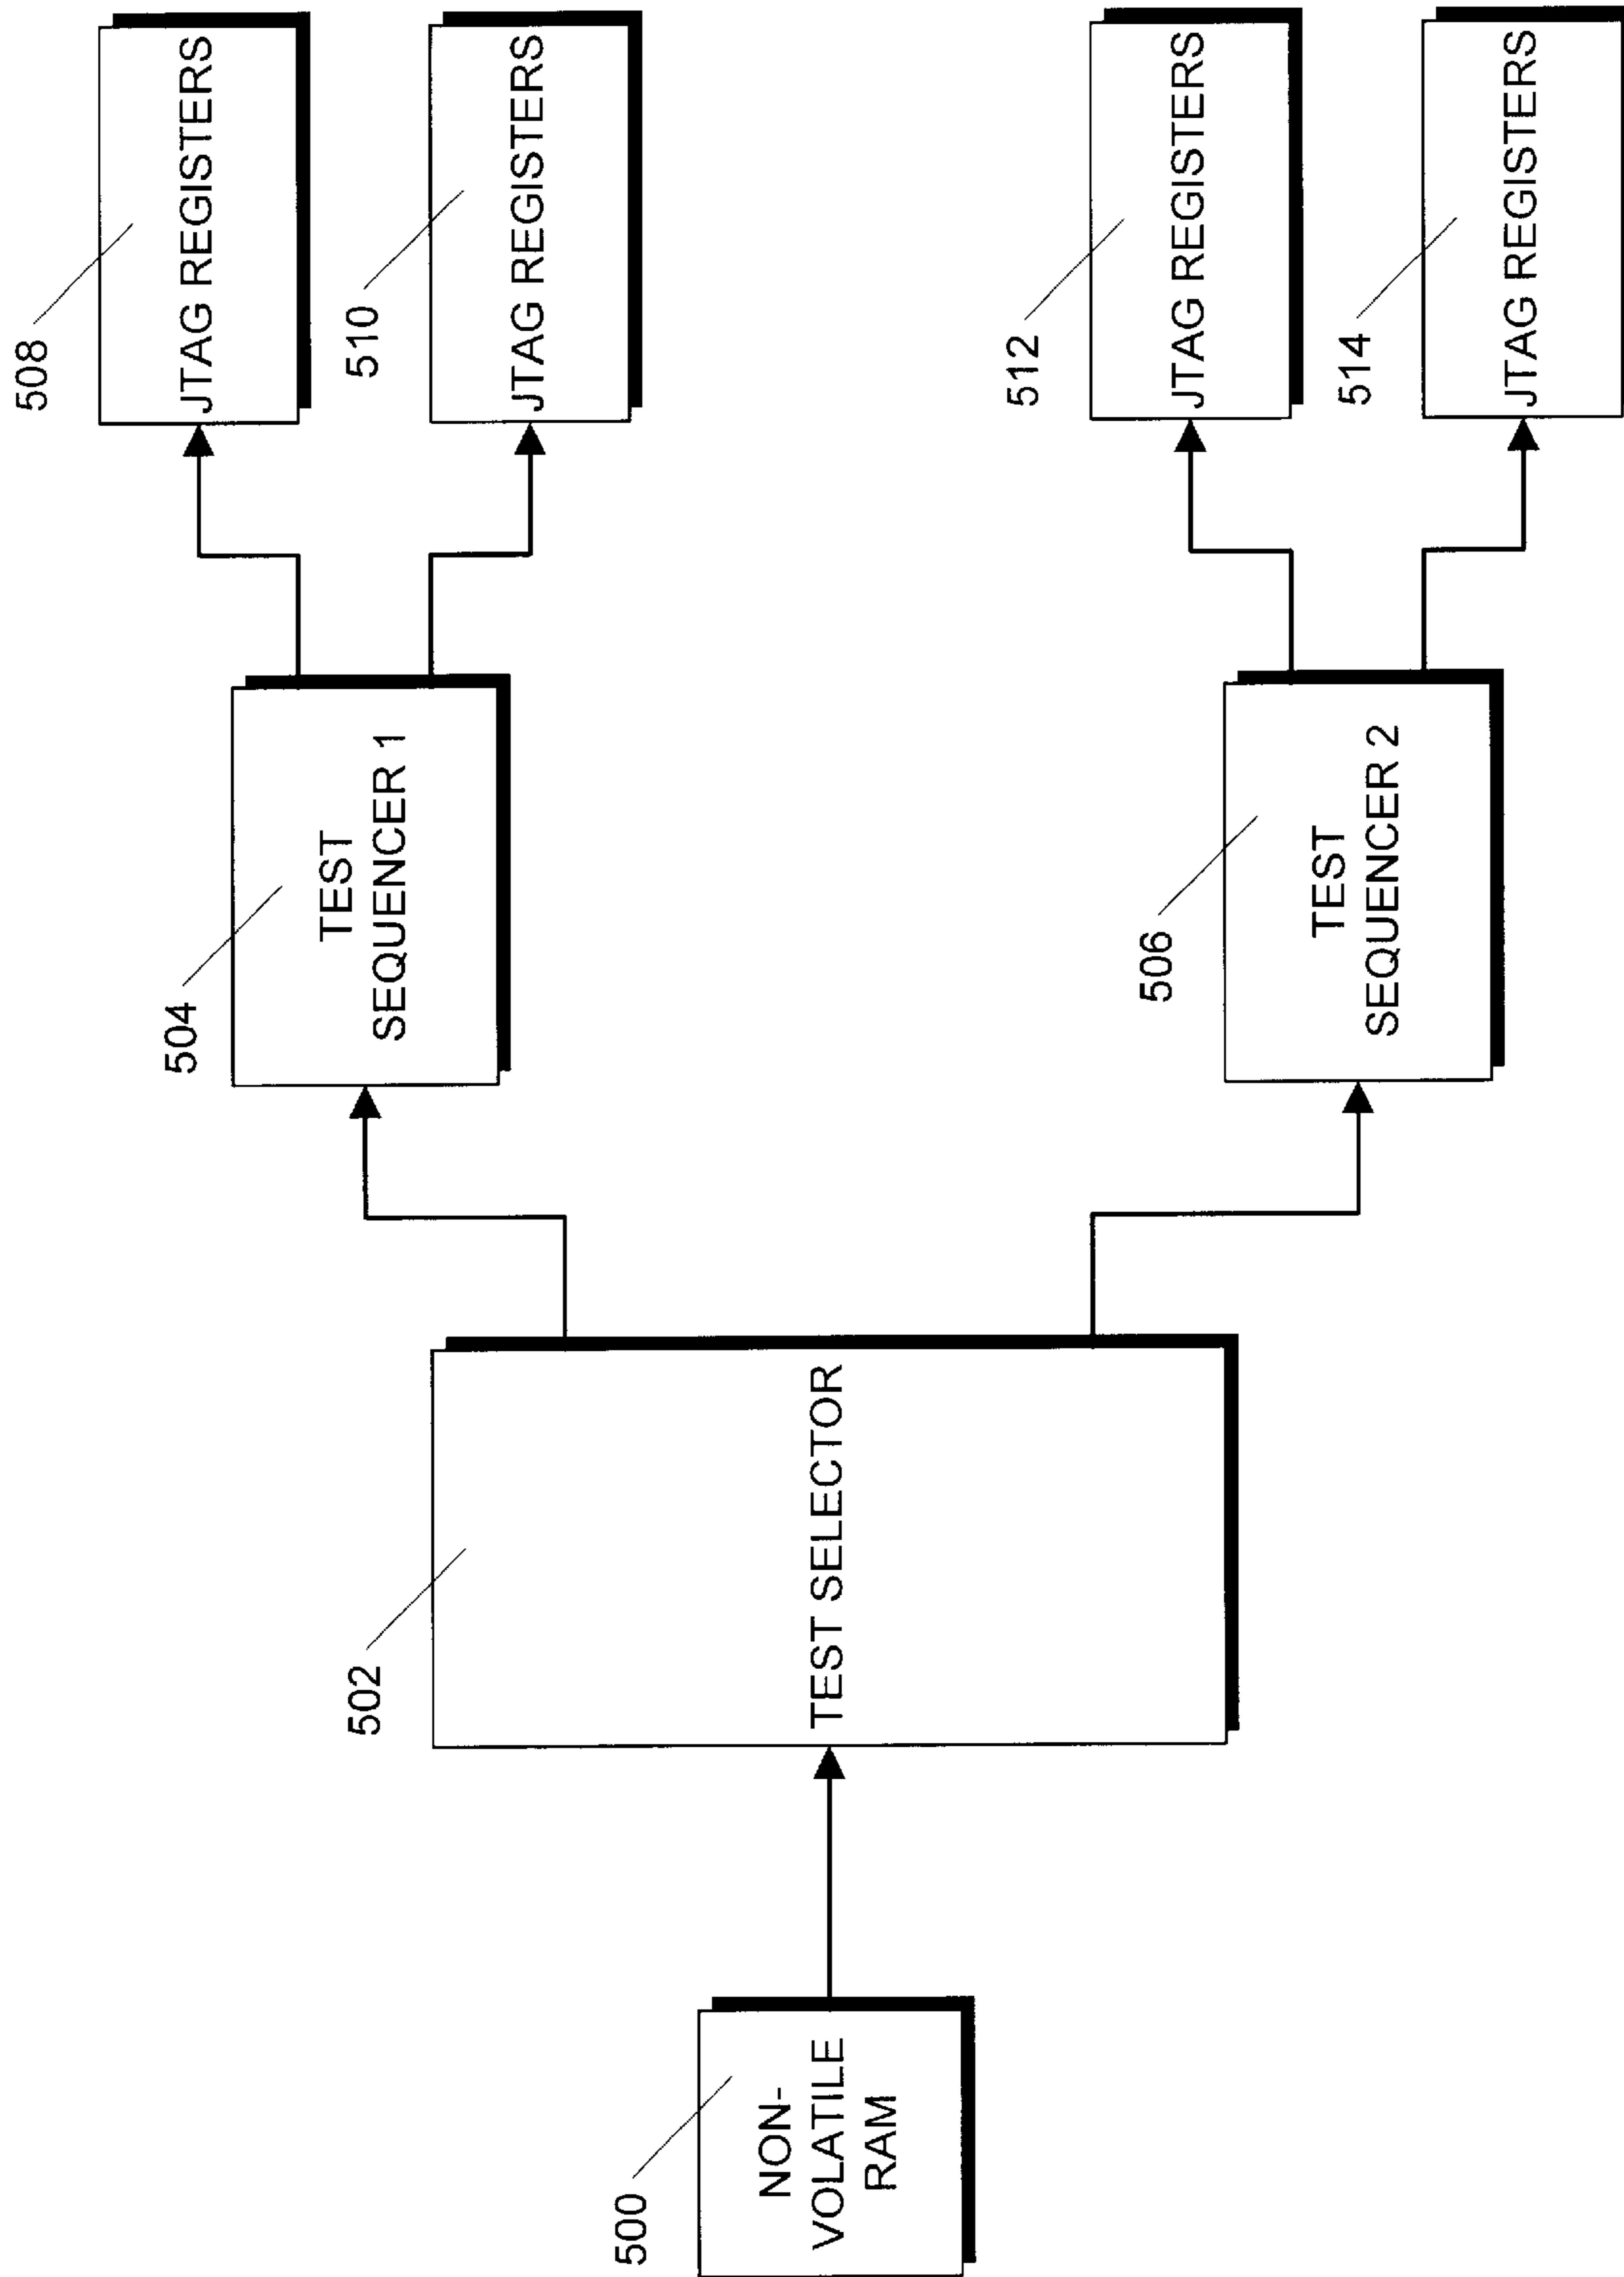 500
NON-
VOLATILE
RAM
502
TEST SELECTOR
504
TEST
SEQUENCER 1
506
TEST
SEQUENCER 2
508
JTAG REGISTERS
510
JTAG REGISTERS
512
JTAG REGISTERS
514
JTAG REGISTERS